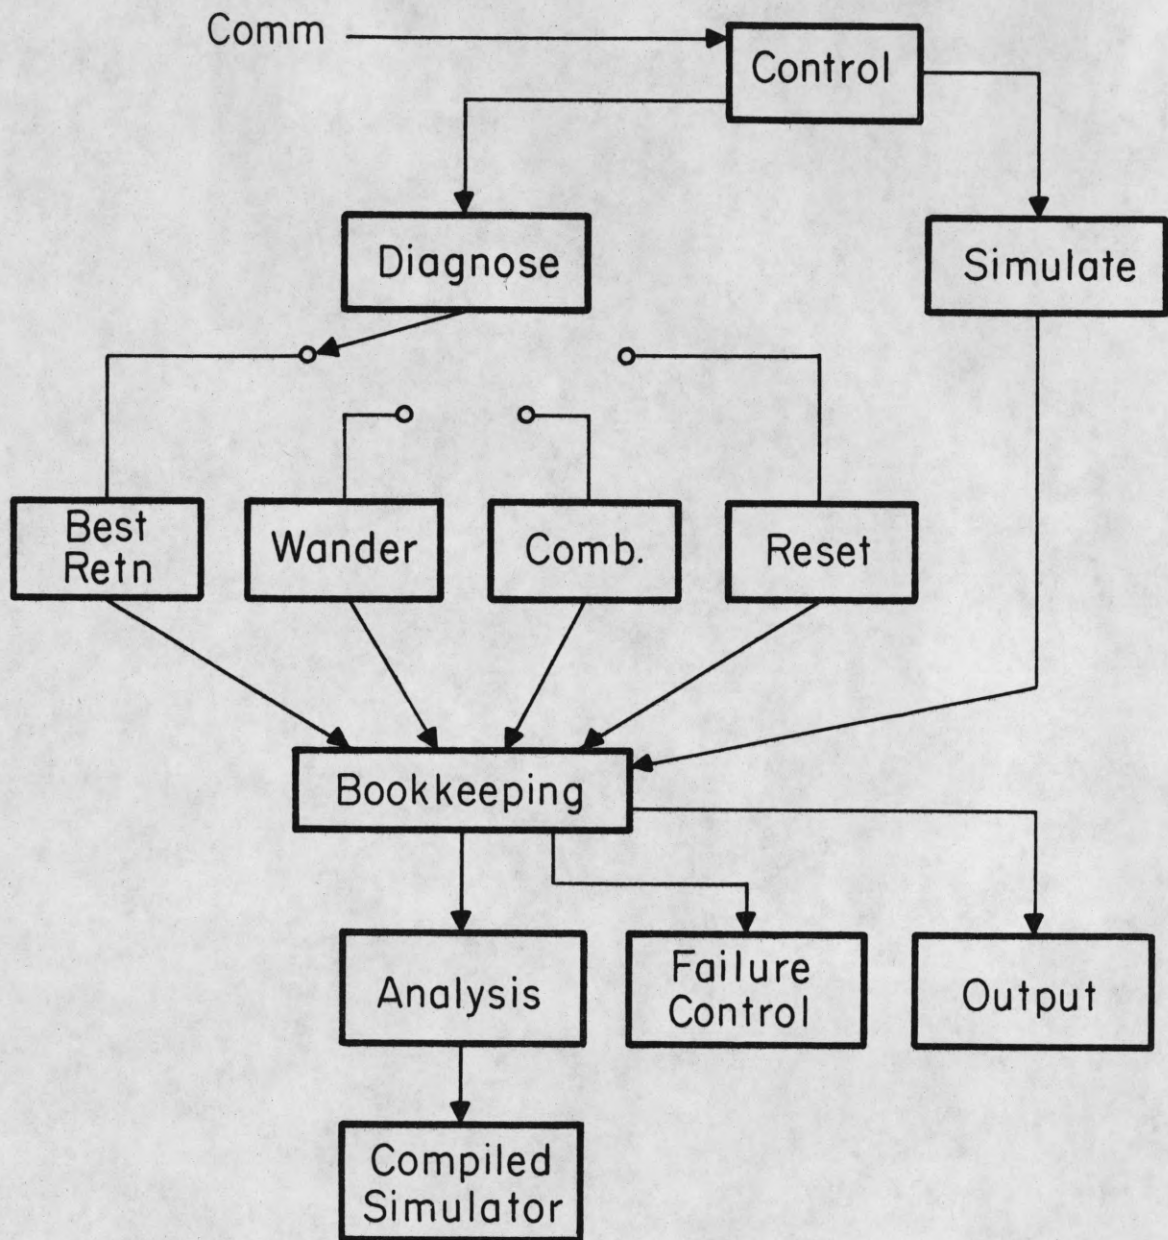 Comm
Control
Diagnose
Simulate
Best
Retn
Wander
Comb.
Reset
Bookkeeping
Analysis
Failure
Control
Output
Compiled
Simulator